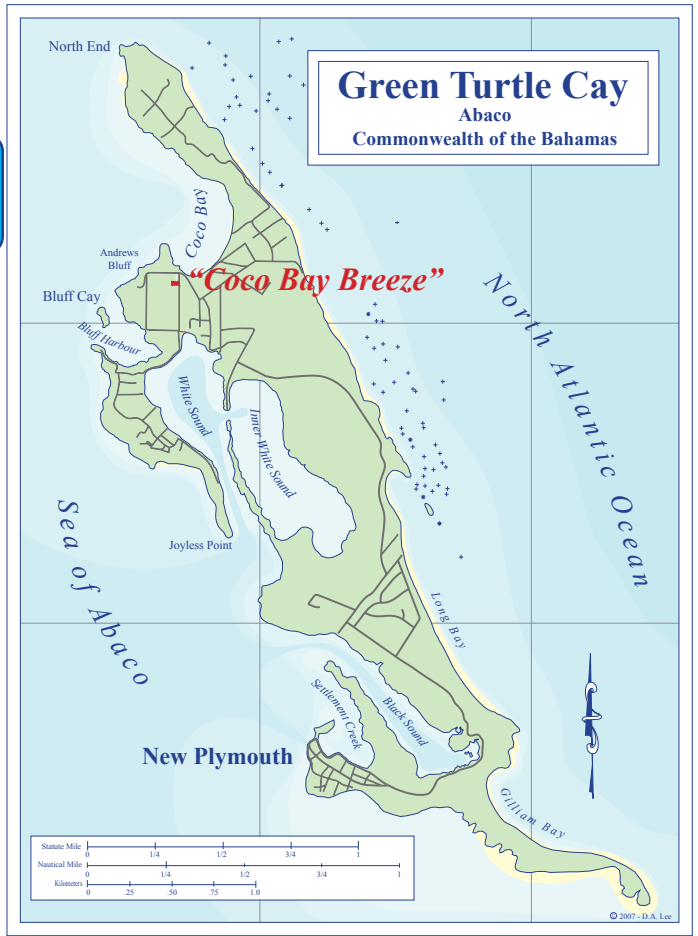 North End
Green Turtle Cay
Abaco
Commonwealth of the Bahamas
Coco Bay
Andrews
Bluff
“Coco Bay Breeze”
Bluff Cay
Bluff Harbour
North Atlantic Ocean
White Sound
Inner White Sound
Sea of Abaco
Joyless Point
Long Bay
Settlement Creek
Black Sound
New Plymouth
Gilliam Bay
Statute Mile
0 1/4 1/2 3/4 1
Nautical Mile
0 1/4 1/2 3/4 1
Kilometers
0 .25 .50 .75 1.0
© 2007 - D.A. Lee